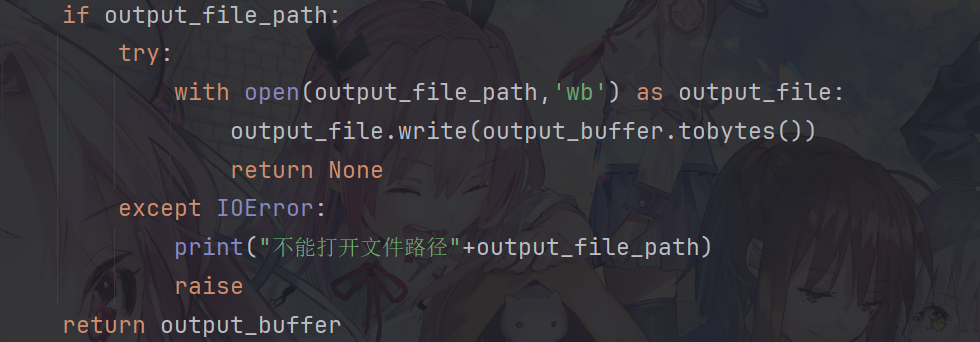 if output_file_path:
try:
with open(output_file_path,'wb') as output_file:
output_file.write(output_buffer.tobytes())
return None
except IOError:
print("不能打开文件路径"+output_file_path)
raise
return output_buffer